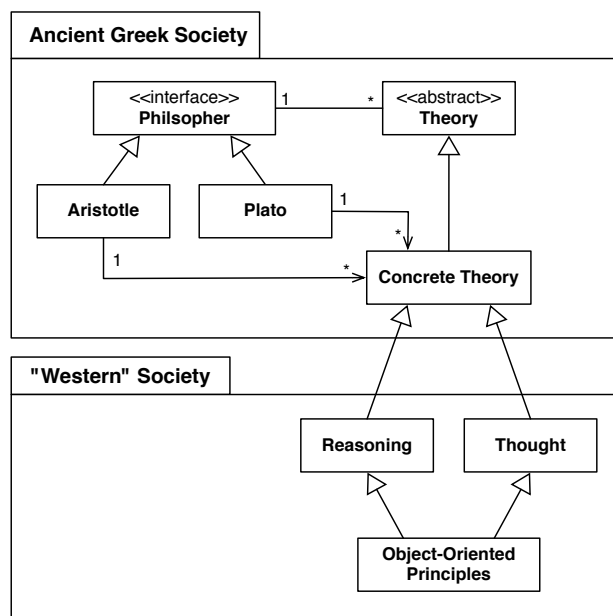 Ancient Greek Society
<<interface>>
Philsopher
1
*
<<abstract>>
Theory
Aristotle
Plato
1
*
1
*
Concrete Theory
"Western" Society
Reasoning
Thought
Object-Oriented
Principles